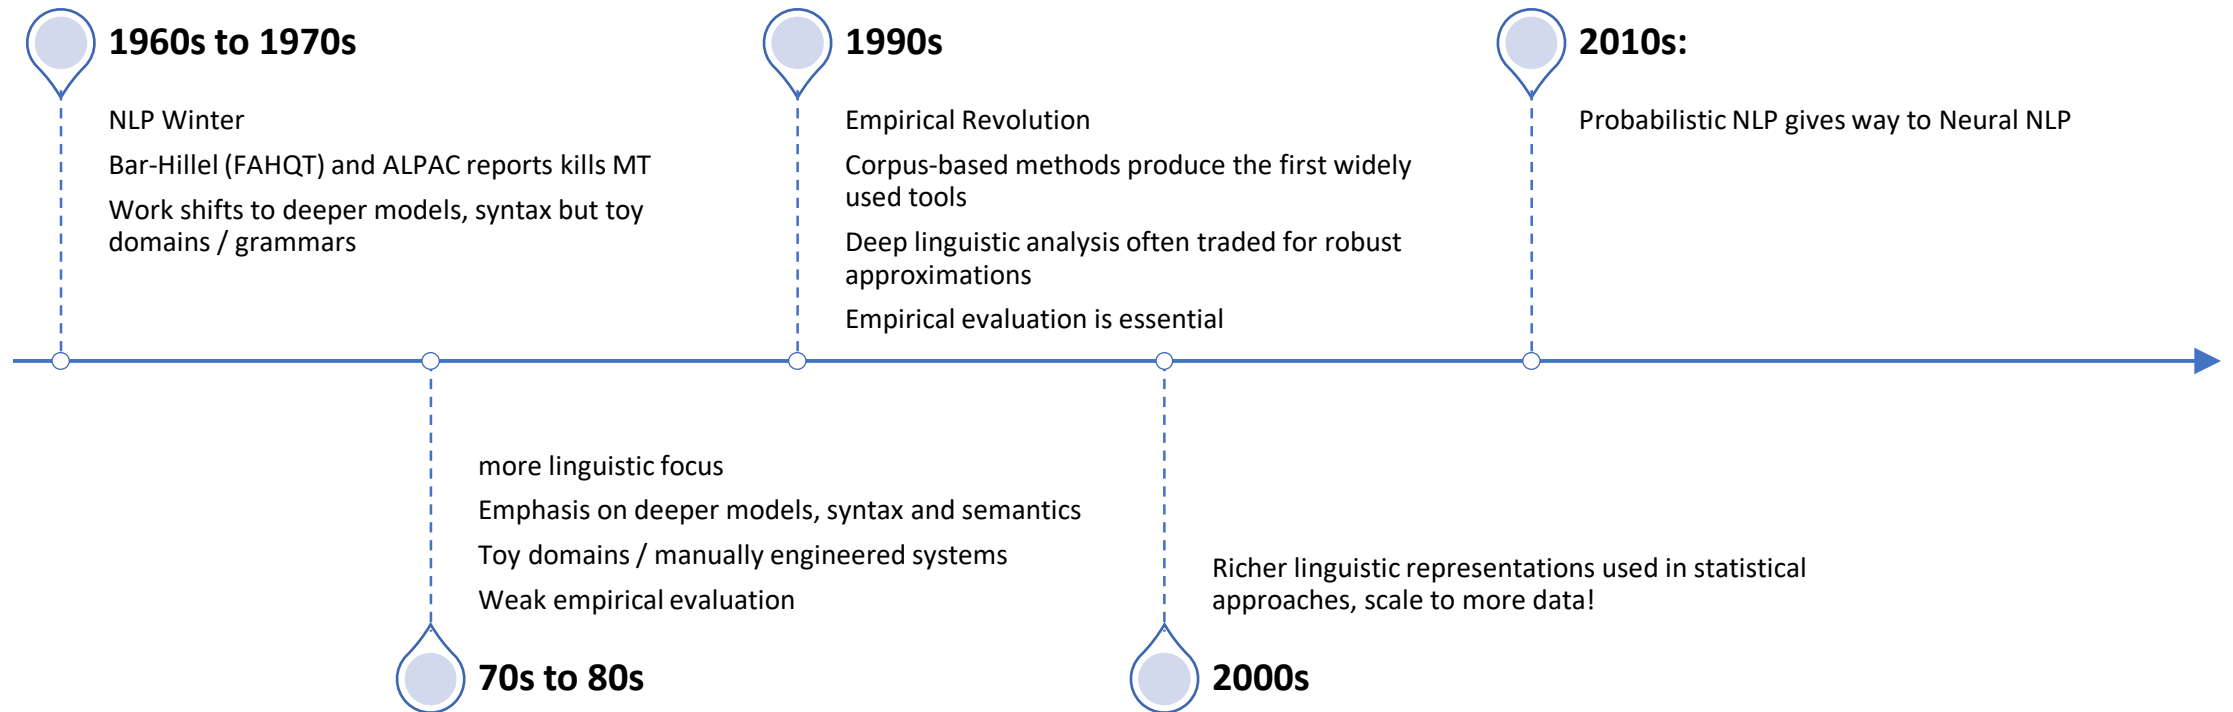 1960s to 1970s
NLP Winter
Bar-Hillel (FAHQT) and ALPAC reports kills MT
Work shifts to deeper models, syntax but toy
domains / grammars
70s to 80s
more linguistic focus
Emphasis on deeper models, syntax and semantics
Toy domains / manually engineered systems
Weak empirical evaluation
1990s
Empirical Revolution
Corpus-based methods produce the first widely
used tools
Deep linguistic analysis often traded for robust
approximations
Empirical evaluation is essential
2000s
Richer linguistic representations used in statistical
approaches, scale to more data!
2010s:
Probabilistic NLP gives way to Neural NLP